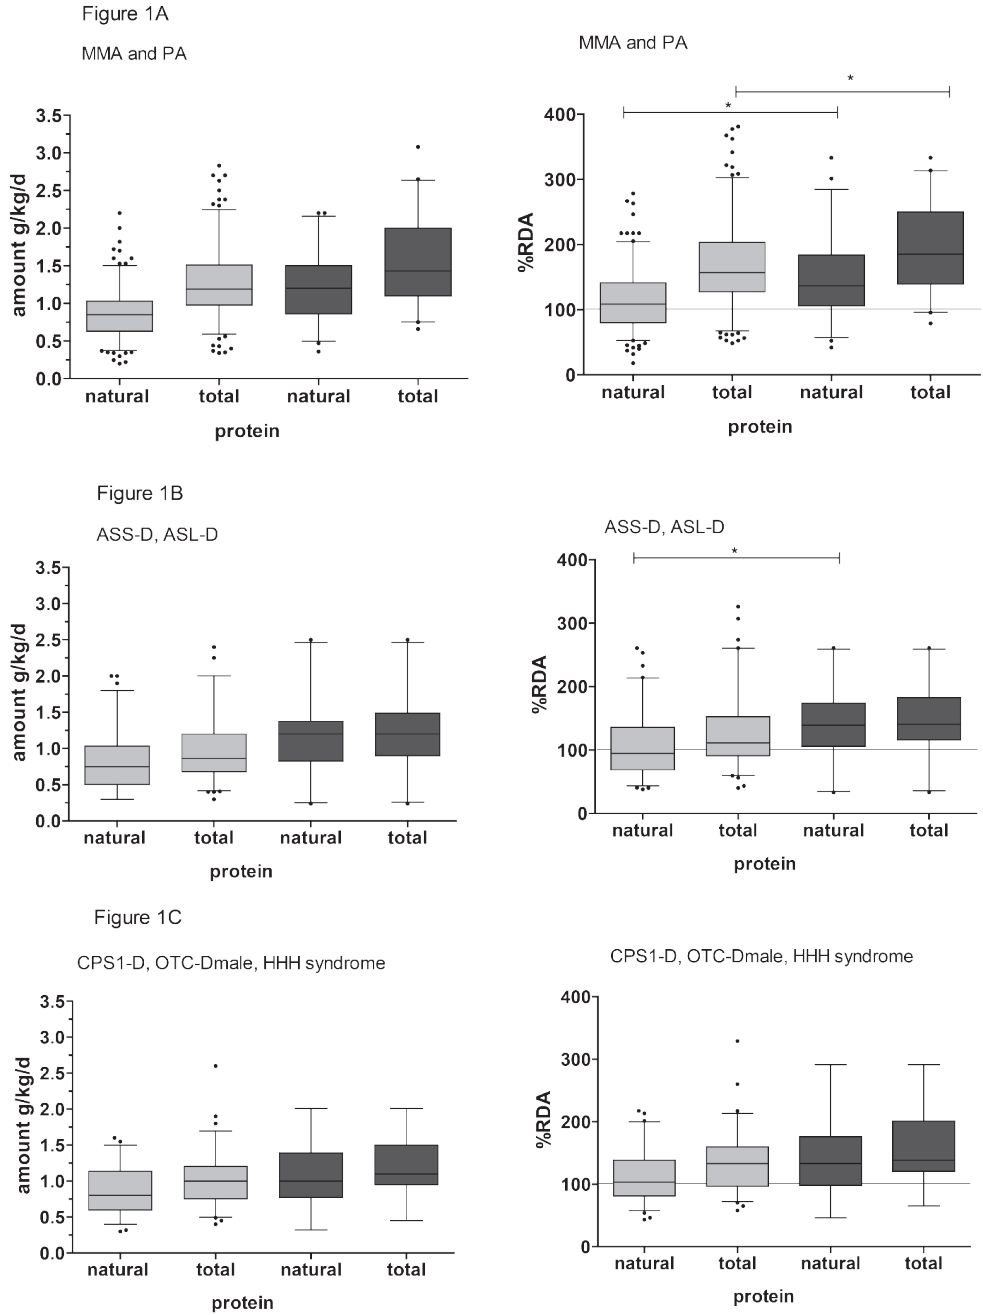 Figure 1A
MMA and PA
MMA and PA
amount g/kg/d
3.5
3.0
2.5
2.0
1.5
1.0
0.5
0.0
natural total natural total
protein
%RDA
* *
400
300
200
100
0
natural total natural total
protein
Figure 1B
ASS-D, ASL-D
ASS-D, ASL-D
amount g/kg/d
3.5
3.0
2.5
2.0
1.5
1.0
0.5
0.0
natural total natural total
protein
%RDA
*
400
300
200
100
0
natural total natural total
protein
Figure 1C
CPS1-D, OTC-Dmale, HHH syndrome
CPS1-D, OTC-Dmale, HHH syndrome
amount g/kg/d
3.5
3.0
2.5
2.0
1.5
1.0
0.5
0.0
natural total natural total
protein
%RDA
400
300
200
100
0
natural total natural total
protein